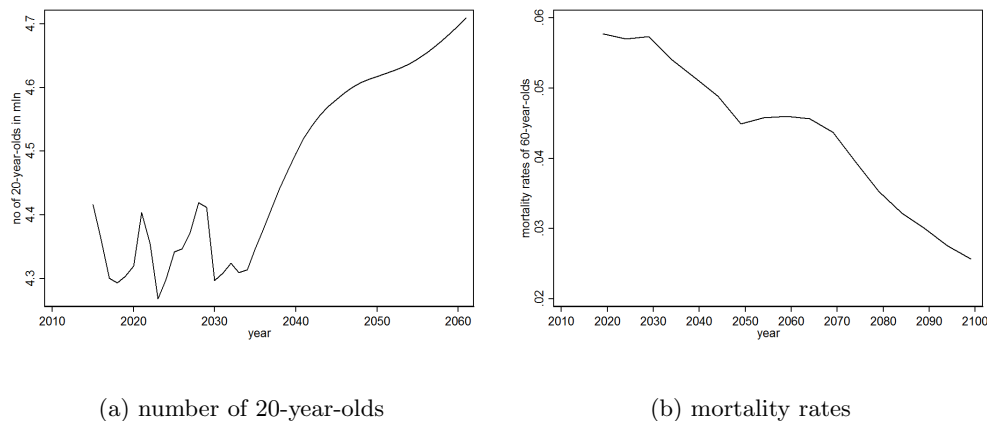 no of 20-year-olds in mln
4.7
4.6
4.5
4.4
4.3
2010 2020 2030 2040 2050 2060
year
(a) number of 20-year-olds
mortality rates of 60-year-olds
.06
.05
.04
.03
.02
2010 2020 2030 2040 2050 2060 2070 2080 2090 2100
year
(b) mortality rates